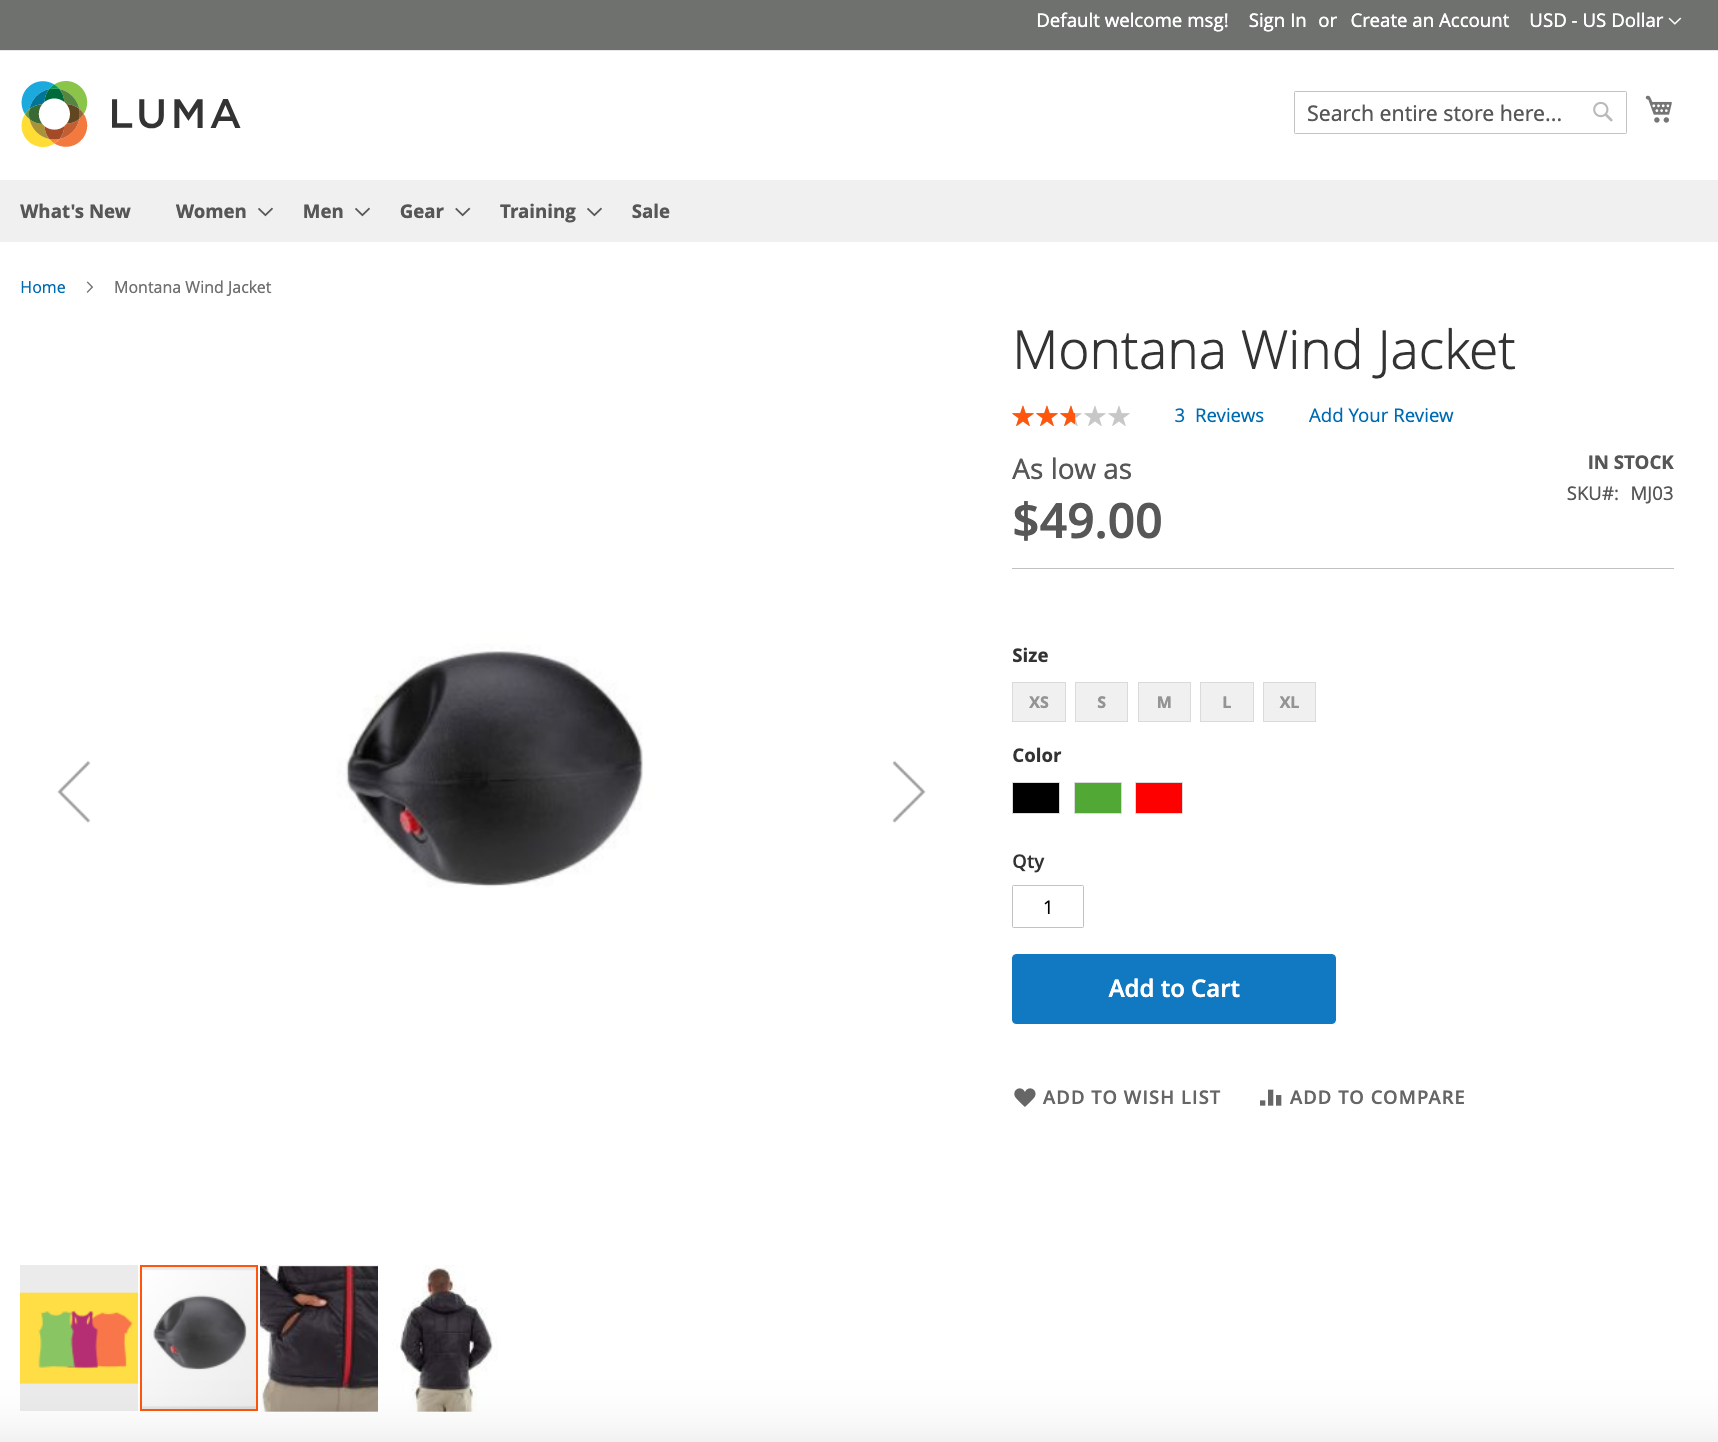 Default welcome msg! Sign In or Create an Account USD - US Dollar
LUMA
Search entire store here...
What's New Women Men Gear Training Sale
Home Montana Wind Jacket
Montana Wind Jacket
3 Reviews Add Your Review
As low as
IN STOCK
$49.00
SKU#: MJ03
Size
XS S M L XL
Color
Qty
1
Add to Cart
ADD TO WISH LIST ADD TO COMPARE